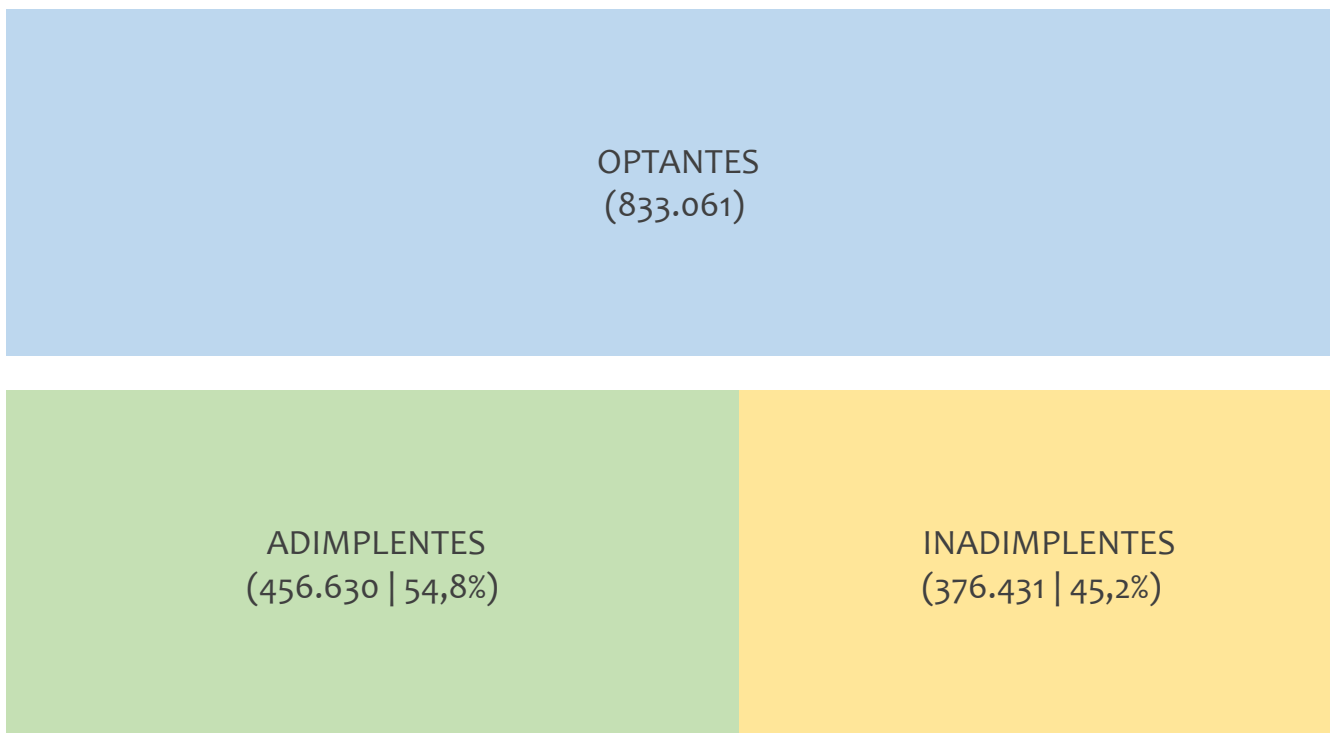 OPTANTES
(833.061)
ADIMPLENTES
(456.630 | 54,8%)
INADIMPLENTES
(376.431 | 45,2%)